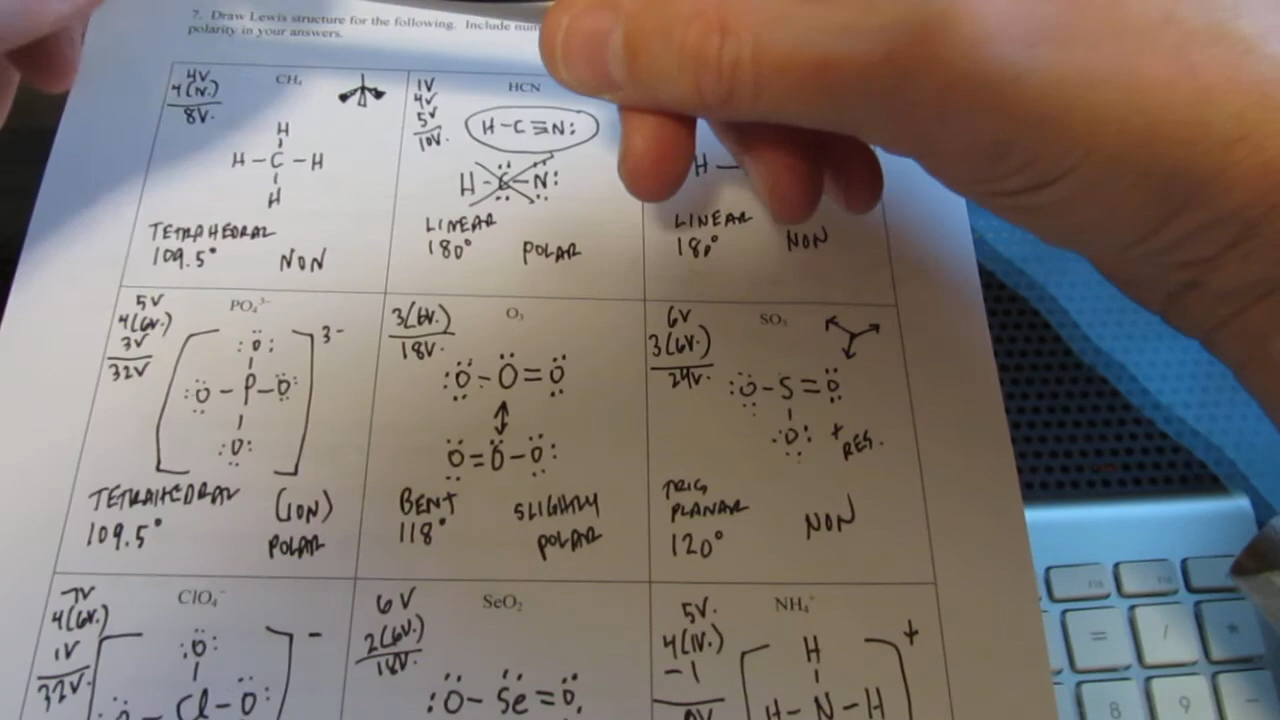 7. Draw Lewis structure for the following. Include
polarity in your answers.
CH₄
4V
4(1V.)
8V.
H
H-C-H
H
TETRAHEDRAL
109.5° NON
HCN
1V
4V
5V
10V.
H-C≡N:
H-C-N:
LINEAR
180° POLAR
H-
LINEAR
180° NON
PO₄³⁻
5V
4(6V.)
3V
32V
3-
:O:
:O-P-O:
:O:
TETRAHEDRAL (ION)
109.5° POLAR
O₃
3(6V.)
18V.
:O-O=O
O=O-O:
BENT SLIGHTLY
118° POLAR
SO₃
6V
3(6V.)
24V.
:O-S=O
:O: + RES.
TRIG
PLANAR NON
120°
ClO₄⁻
7V
4(6V.)
1V
32V.
-
:O:
Cl-O:
SeO₂
6V
2(6V.)
18V.
:O-Se=O
NH₄⁺
5V.
4(1V.)
-1
+
H
H-N-H
=
/
*
8
9
-